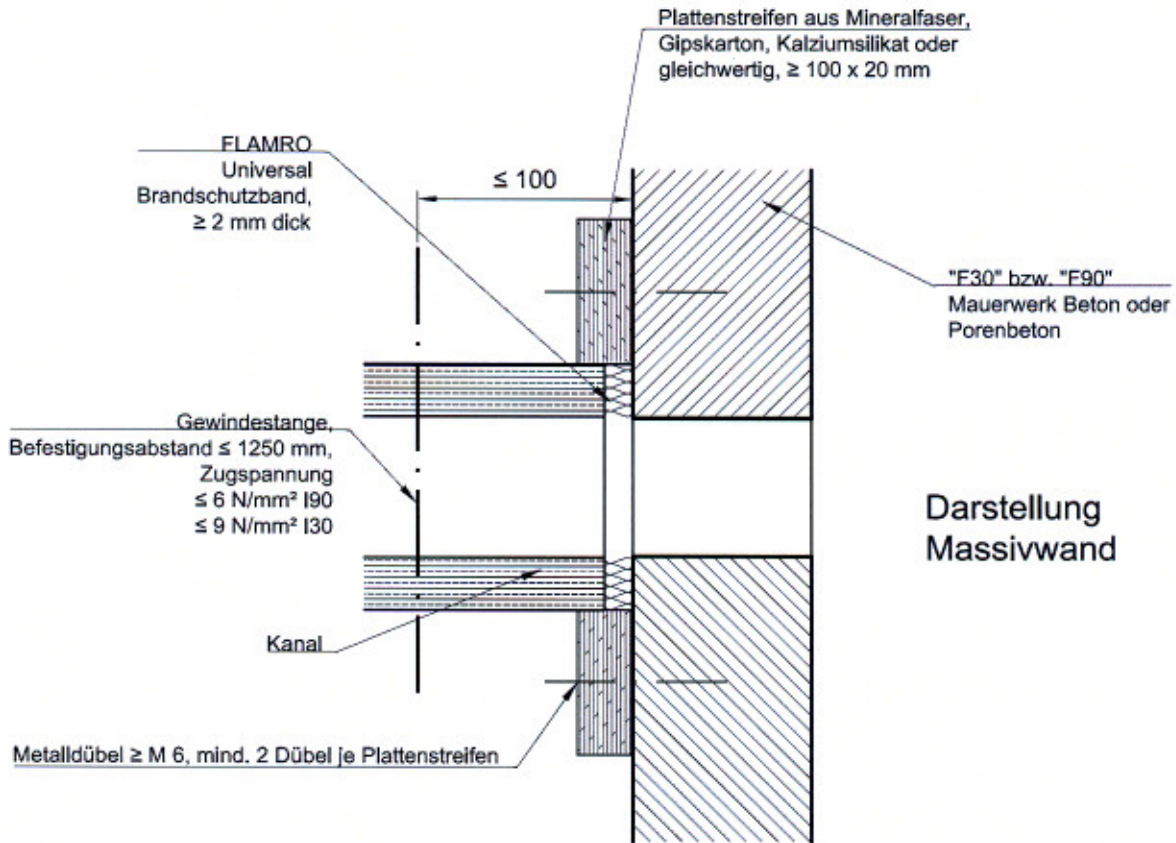 Plattenstreifen aus Mineralfaser,
Gipskarton, Kalziumsilikat oder
gleichwertig, ≥ 100 x 20 mm
FLAMRO
Universal
Brandschutzband,
≥ 2 mm dick
≤ 100
"F30" bzw. "F90"
Mauerwerk Beton oder
Porenbeton
Gewindestange,
Befestigungsabstand ≤ 1250 mm,
Zugspannung
≤ 6 N/mm² I90
≤ 9 N/mm² I30
Darstellung
Massivwand
Kanal
Metalldübel ≥ M 6, mind. 2 Dübel je Plattenstreifen